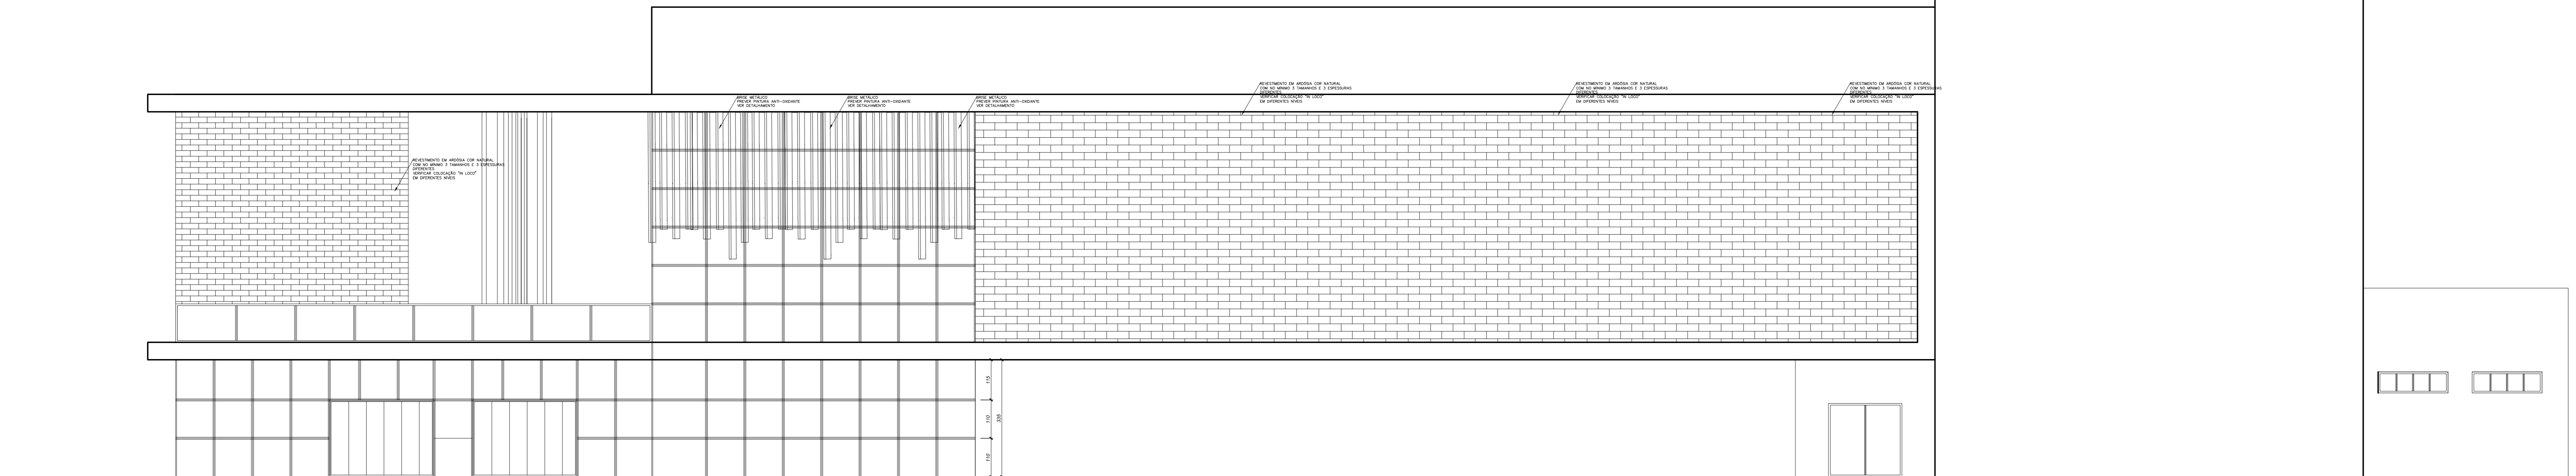 REVESTIMENTO EM ARDÓSIA COR NATURAL
COM NO MÍNIMO 3 TAMANHOS E 3 ESPESSURAS
DIFERENTES
VERIFICAR COLOCAÇÃO "IN LOCO"
EM DIFERENTES NÍVEIS
BRISE METÁLICO
PREVER PINTURA ANTI-OXIDANTE
VER DETALHAMENTO
BRISE METÁLICO
PREVER PINTURA ANTI-OXIDANTE
VER DETALHAMENTO
BRISE METÁLICO
PREVER PINTURA ANTI-OXIDANTE
VER DETALHAMENTO
REVESTIMENTO EM ARDÓSIA COR NATURAL
COM NO MÍNIMO 3 TAMANHOS E 3 ESPESSURAS
DIFERENTES
VERIFICAR COLOCAÇÃO "IN LOCO"
EM DIFERENTES NÍVEIS
REVESTIMENTO EM ARDÓSIA COR NATURAL
COM NO MÍNIMO 3 TAMANHOS E 3 ESPESSURAS
DIFERENTES
VERIFICAR COLOCAÇÃO "IN LOCO"
EM DIFERENTES NÍVEIS
REVESTIMENTO EM ARDÓSIA COR NATURAL
COM NO MÍNIMO 3 TAMANHOS E 3 ESPESSURAS
DIFERENTES
VERIFICAR COLOCAÇÃO "IN LOCO"
EM DIFERENTES NÍVEIS
115
110
335
110